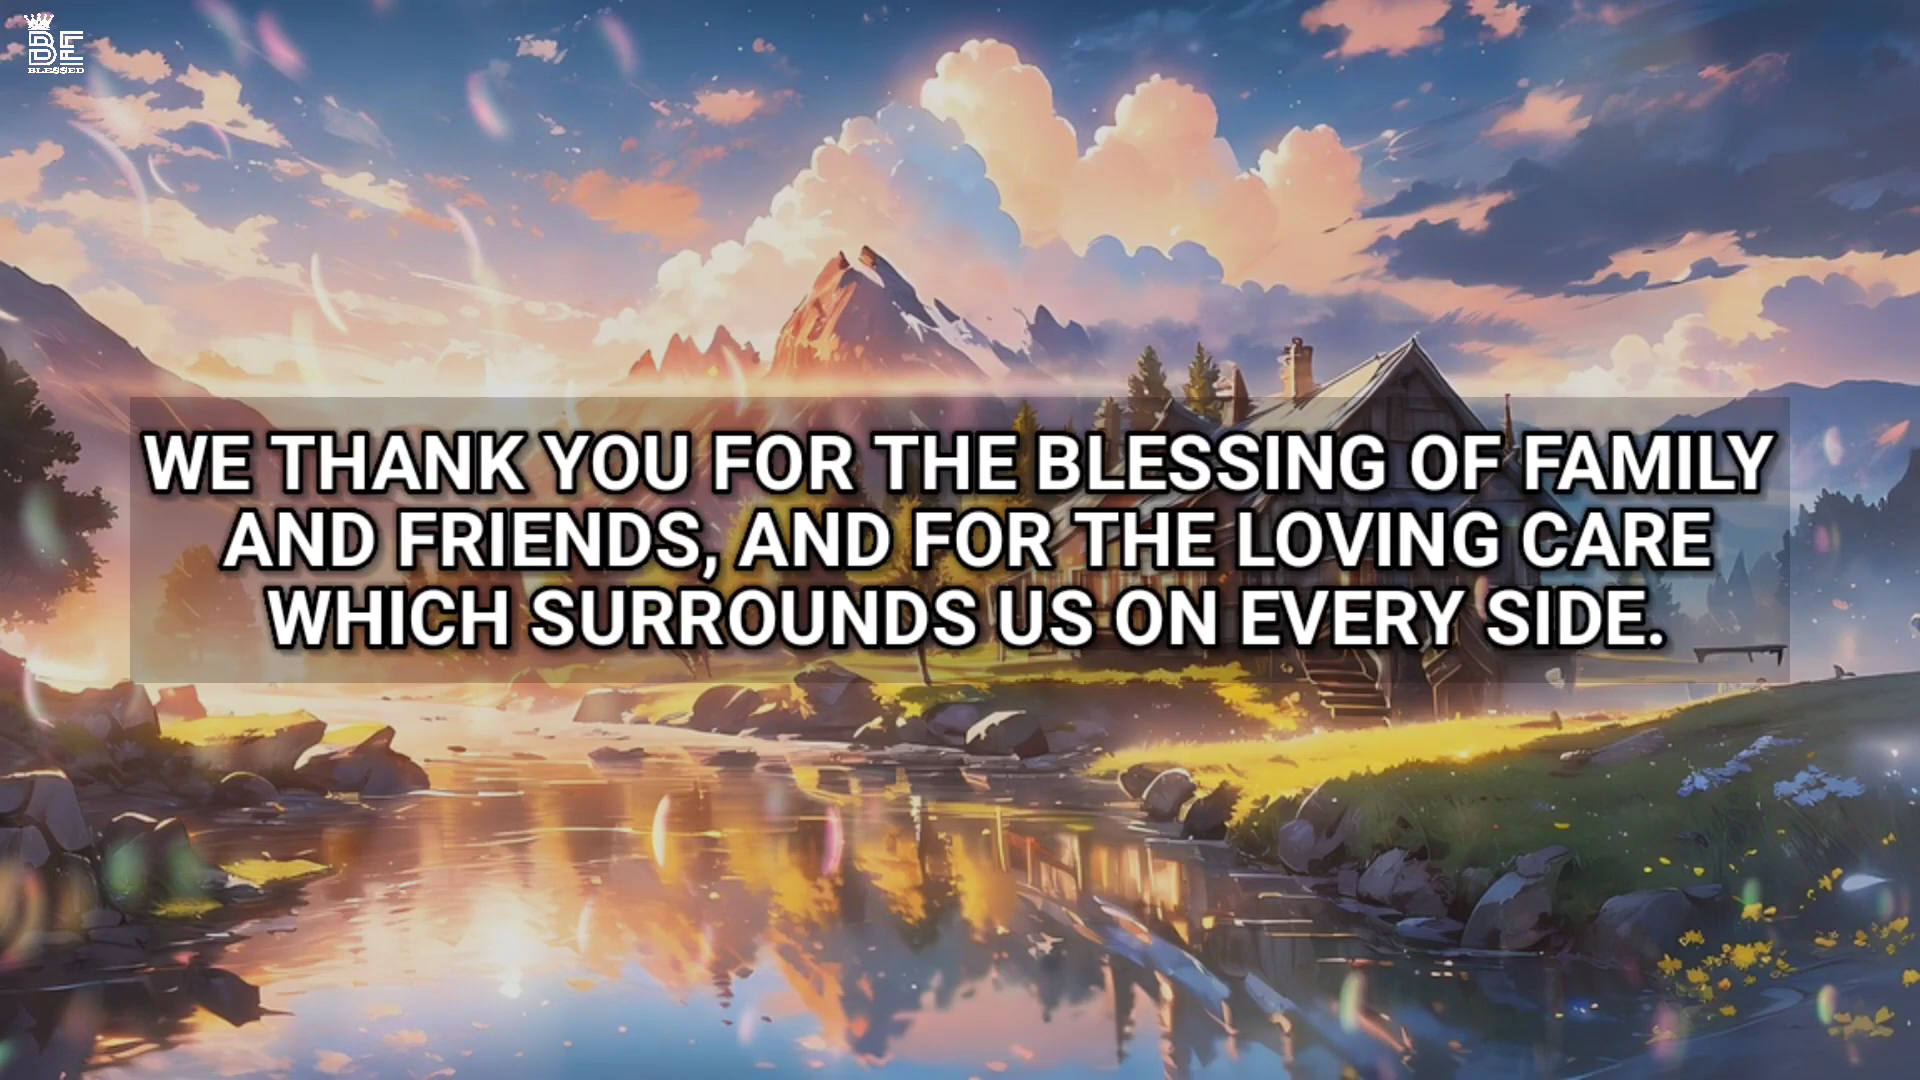 BE
BLESSED
WE THANK YOU FOR THE BLESSING OF FAMILY
AND FRIENDS, AND FOR THE LOVING CARE
WHICH SURROUNDS US ON EVERY SIDE.